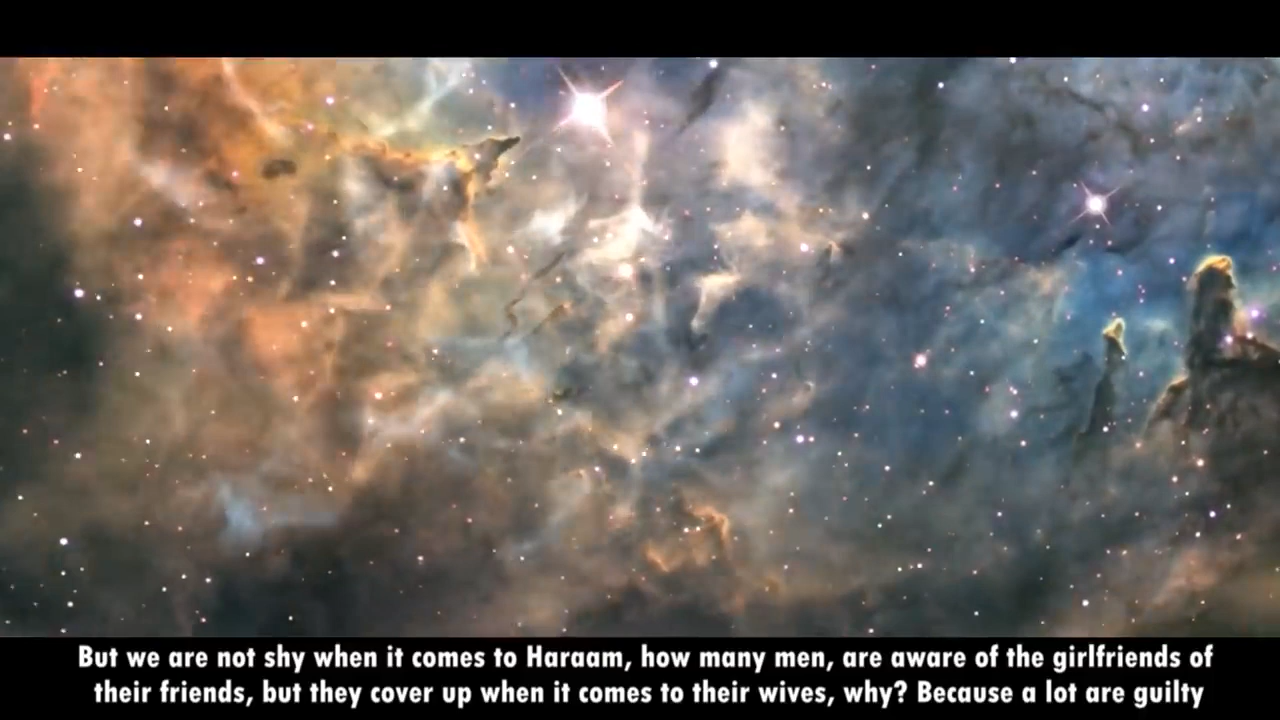 But we are not shy when it comes to Haraam, how many men, are aware of the girlfriends of
their friends, but they cover up when it comes to their wives, why? Because a lot are guilty